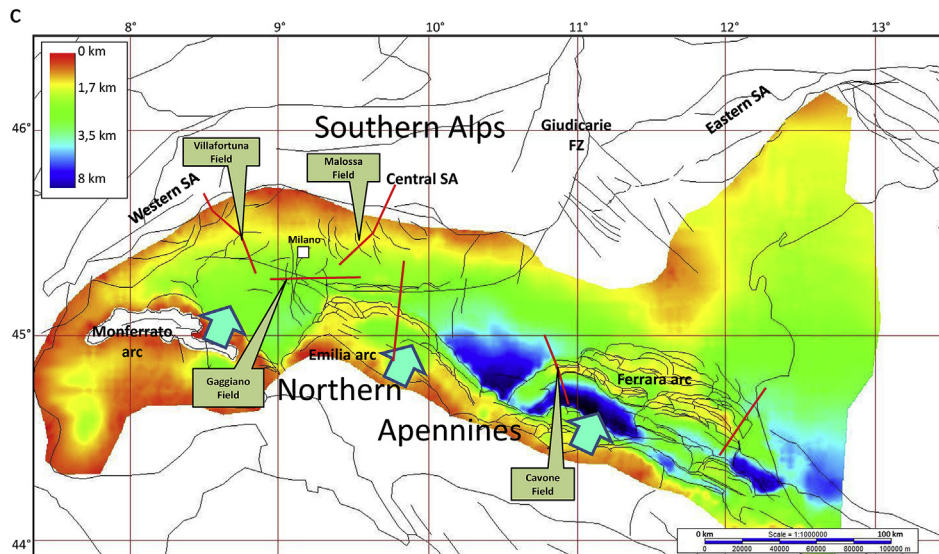 C
8°
9°
10°
11°
12°
13°
0 km
1,7 km
3,5 km
8 km
46°
45°
44°
Southern Alps
Giudicarie
FZ
Eastern SA
Villafortuna
Field
Malossa
Field
Central SA
Western SA
Milano
Monferrato
arc
Emilia arc
Ferrara arc
Gaggiano
Field
Northern
Apennines
Cavone
Field
0 km
Scale = 1:1000000
100 km
0
20000
40000
60000
80000
100000 m